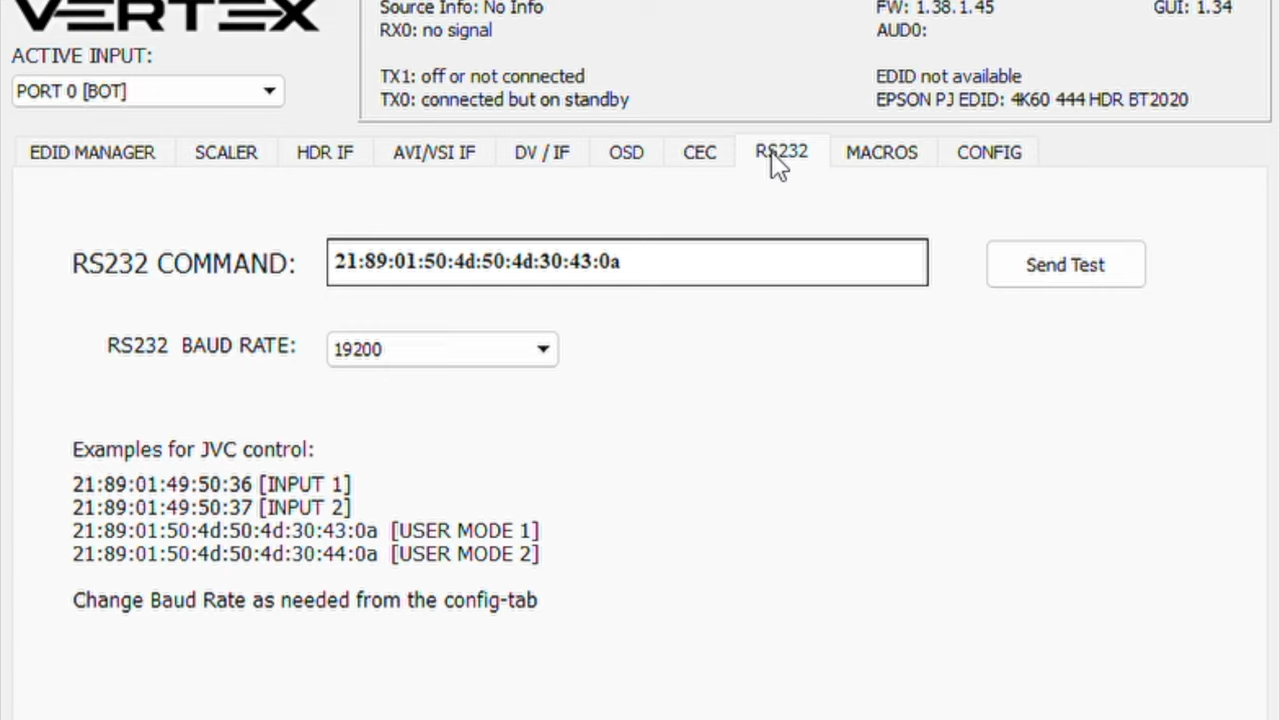 VERTEX
Source Info: No Info
FW: 1.38.1.45
GUI: 1.34
RX0: no signal
AUD0:
ACTIVE INPUT:
TX1: off or not connected
EDID not available
PORT 0 [BOT]
TX0: connected but on standby
EPSON PJ EDID: 4K60 444 HDR BT2020
EDID MANAGER
SCALER
HDR IF
AVI/VSI IF
DV / IF
OSD
CEC
RS232
MACROS
CONFIG
RS232 COMMAND:
21:89:01:50:4d:50:4d:30:43:0a
Send Test
RS232 BAUD RATE:
19200
Examples for JVC control:
21:89:01:49:50:36 [INPUT 1]
21:89:01:49:50:37 [INPUT 2]
21:89:01:50:4d:50:4d:30:43:0a [USER MODE 1]
21:89:01:50:4d:50:4d:30:44:0a [USER MODE 2]
Change Baud Rate as needed from the config-tab